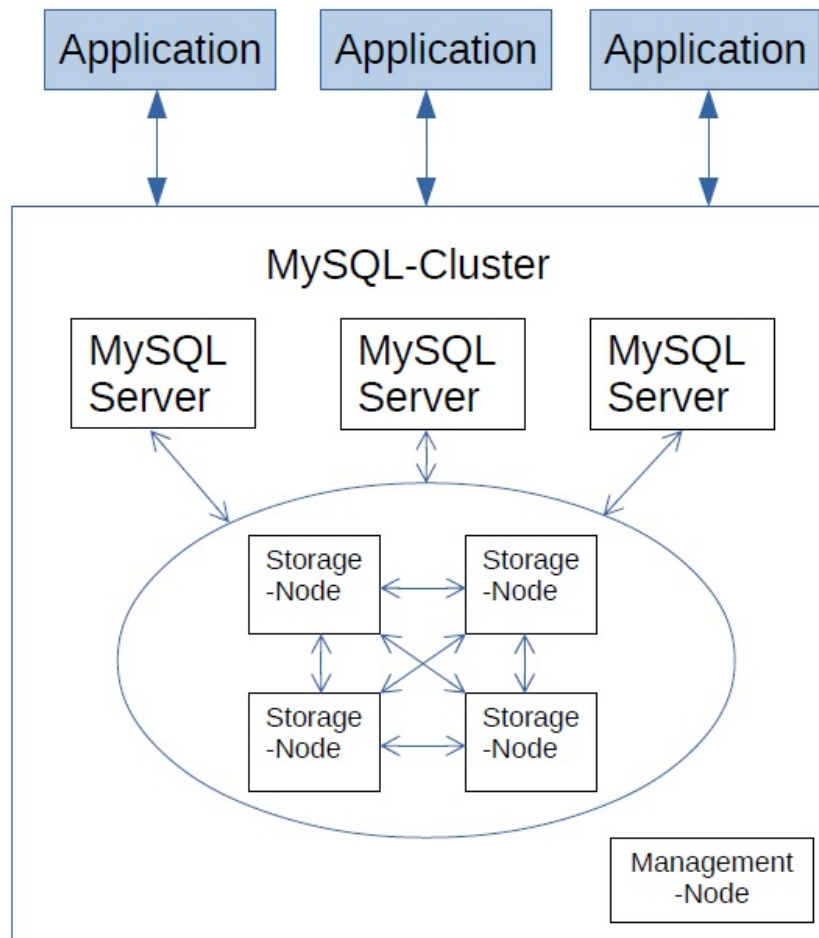 Application
Application
Application
MySQL-Cluster
MySQL
Server
MySQL
Server
MySQL
Server
Storage
-Node
Storage
-Node
Storage
-Node
Storage
-Node
Management
-Node